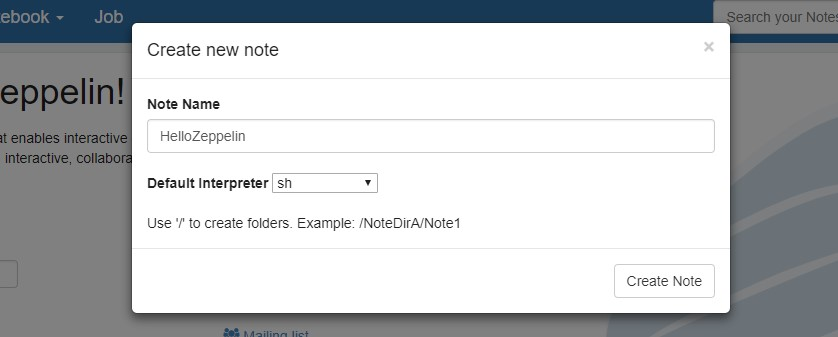 tebook Job
Search your Notes
Create new note ×
eppelin!
Note Name
at enables interactive
HelloZeppelin
interactive, collabora
Default Interpreter sh
Use '/' to create folders. Example: /NoteDirA/Note1
Create Note
Mailing list